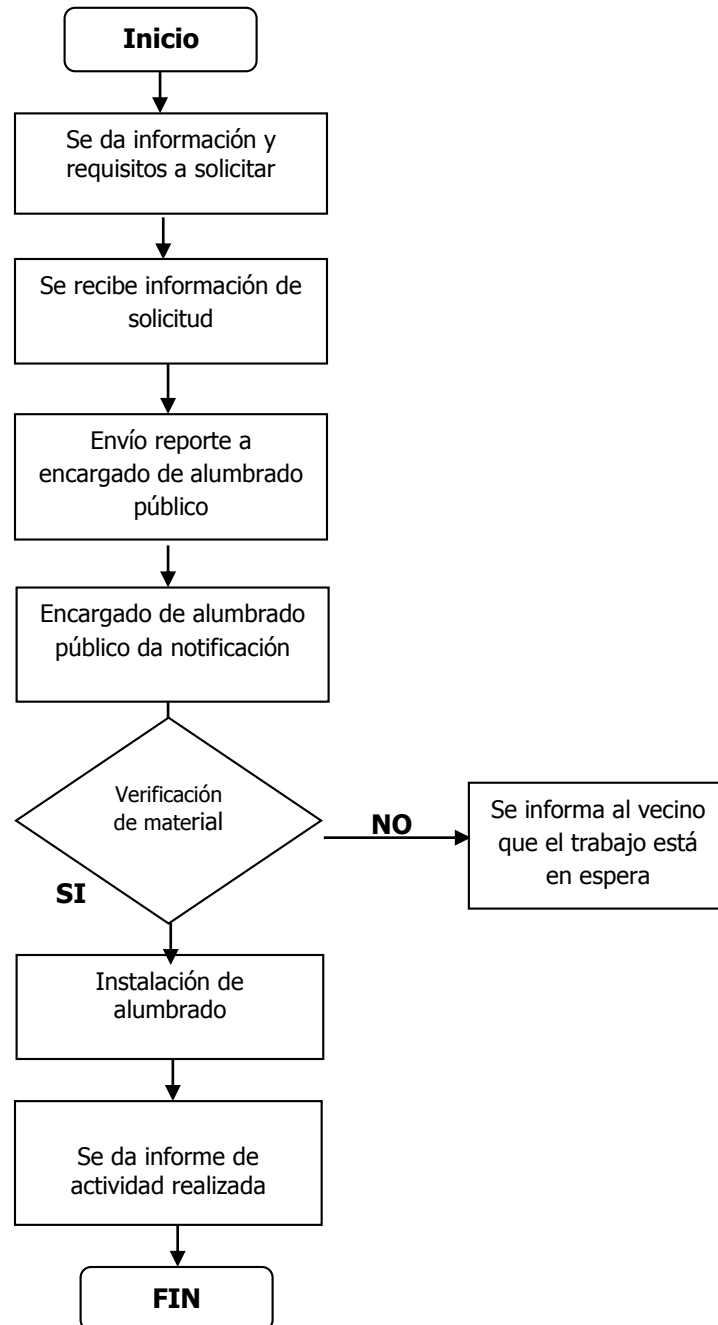 Inicio
Se da información y
requisitos a solicitar
Se recibe información de
solicitud
Envío reporte a
encargado de alumbrado
público
Encargado de alumbrado
público da notificación
Verificación
de material
NO
Se informa al vecino
que el trabajo está
en espera
SI
Instalación de
alumbrado
Se da informe de
actividad realizada
FIN